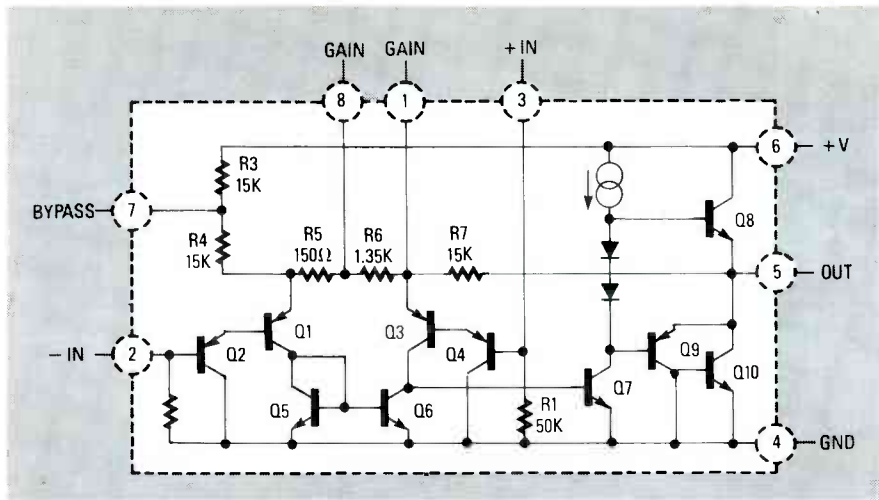 GAIN GAIN +IN
8 1 3
6 +V
R3
15K
BYPASS 7
R4
15K
R5
150Ω
R6
1.35K
R7
15K
Q8
5 OUT
Q1
Q3
Q4
-IN 2
Q2
Q9
Q10
Q5
Q6
Q7
R1
50K
4 GND